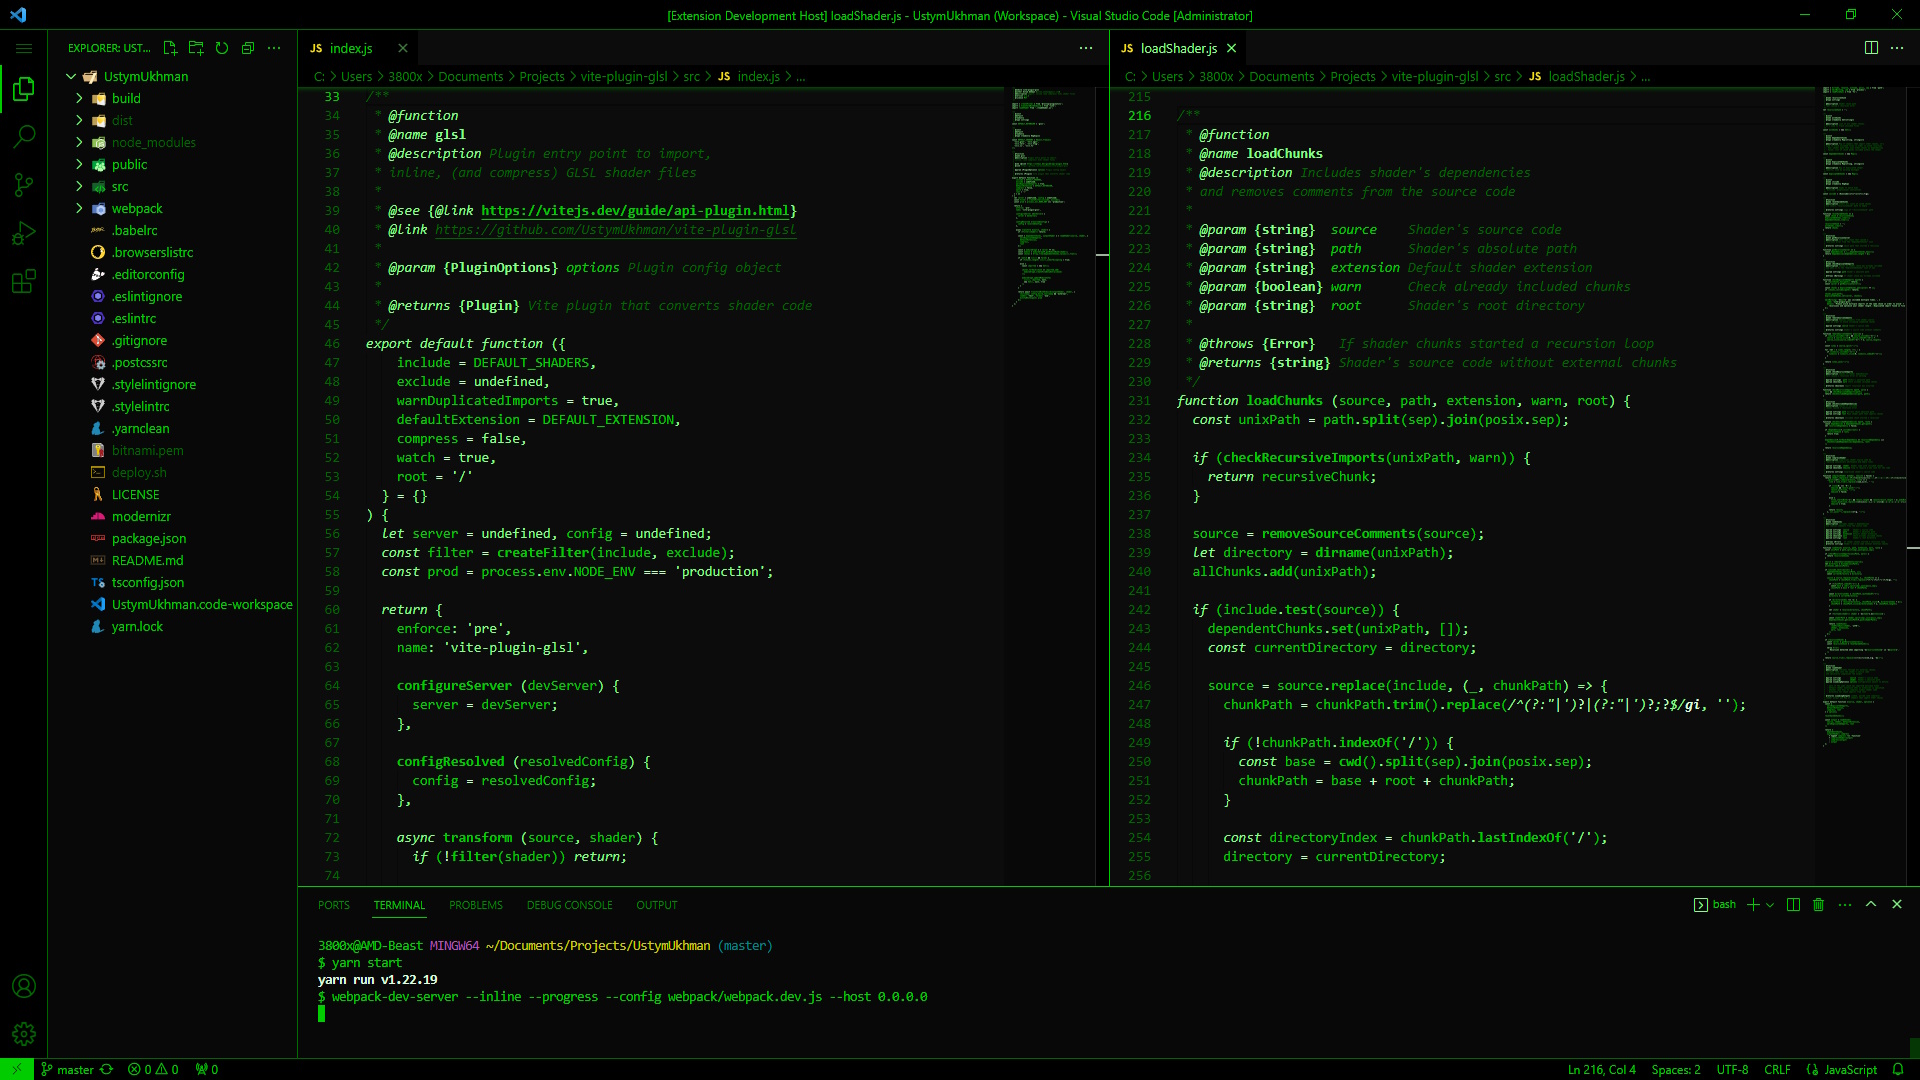 [Extension Development Host] loadShader.js - UstymUkhman (Workspace) - Visual Studio Code [Administrator]
EXPLORER: UST...
UstymUkhman
build
dist
node_modules
public
src
webpack
.babelrc
.browserslistrc
.editorconfig
.eslintignore
.eslintrc
.gitignore
.postcssrc
.stylelintignore
.stylelintrc
.yarnclean
bitnami.pem
deploy.sh
LICENSE
modernizr
package.json
README.md
tsconfig.json
UstymUkhman.code-workspace
yarn.lock
JS index.js
C: > Users > 3800x > Documents > Projects > vite-plugin-glsl > src > JS index.js > ...
33 /**
34 * @function
35 * @name glsl
36 * @description Plugin entry point to import,
37 * inline, (and compress) GLSL shader files
38 *
39 * @see {@link https://vitejs.dev/guide/api-plugin.html}
40 * @link https://github.com/UstymUkhman/vite-plugin-glsl
41 *
42 * @param {PluginOptions} options Plugin config object
43 *
44 * @returns {Plugin} Vite plugin that converts shader code
45 */
46 export default function ({
47 include = DEFAULT_SHADERS,
48 exclude = undefined,
49 warnDuplicatedImports = true,
50 defaultExtension = DEFAULT_EXTENSION,
51 compress = false,
52 watch = true,
53 root = '/'
54 } = {}
55 ) {
56 let server = undefined, config = undefined;
57 const filter = createFilter(include, exclude);
58 const prod = process.env.NODE_ENV === 'production';
59
60 return {
61 enforce: 'pre',
62 name: 'vite-plugin-glsl',
63
64 configureServer (devServer) {
65 server = devServer;
66 },
67
68 configResolved (resolvedConfig) {
69 config = resolvedConfig;
70 },
71
72 async transform (source, shader) {
73 if (!filter(shader)) return;
74
JS loadShader.js
C: > Users > 3800x > Documents > Projects > vite-plugin-glsl > src > JS loadShader.js > ...
215
216 /**
217 * @function
218 * @name loadChunks
219 * @description Includes shader's dependencies
220 * and removes comments from the source code
221 *
222 * @param {string} source Shader's source code
223 * @param {string} path Shader's absolute path
224 * @param {string} extension Default shader extension
225 * @param {boolean} warn Check already included chunks
226 * @param {string} root Shader's root directory
227 *
228 * @throws {Error} If shader chunks started a recursion loop
229 * @returns {string} Shader's source code without external chunks
230 */
231 function loadChunks (source, path, extension, warn, root) {
232 const unixPath = path.split(sep).join(posix.sep);
233
234 if (checkRecursiveImports(unixPath, warn)) {
235 return recursiveChunk;
236 }
237
238 source = removeSourceComments(source);
239 let directory = dirname(unixPath);
240 allChunks.add(unixPath);
241
242 if (include.test(source)) {
243 dependentChunks.set(unixPath, []);
244 const currentDirectory = directory;
245
246 source = source.replace(include, (_, chunkPath) => {
247 chunkPath = chunkPath.trim().replace(/^(?:"|')?|(?:"|')?;?$/gi, '');
248
249 if (!chunkPath.indexOf('/')) {
250 const base = cwd().split(sep).join(posix.sep);
251 chunkPath = base + root + chunkPath;
252 }
253
254 const directoryIndex = chunkPath.lastIndexOf('/');
255 directory = currentDirectory;
256
PORTS TERMINAL PROBLEMS DEBUG CONSOLE OUTPUT
bash
3800x@AMD-Beast MINGW64 ~/Documents/Projects/UstymUkhman (master)
$ yarn start
yarn run v1.22.19
$ webpack-dev-server --inline --progress --config webpack/webpack.dev.js --host 0.0.0.0
master 0 0 0
Ln 216, Col 4 Spaces: 2 UTF-8 CRLF {} JavaScript